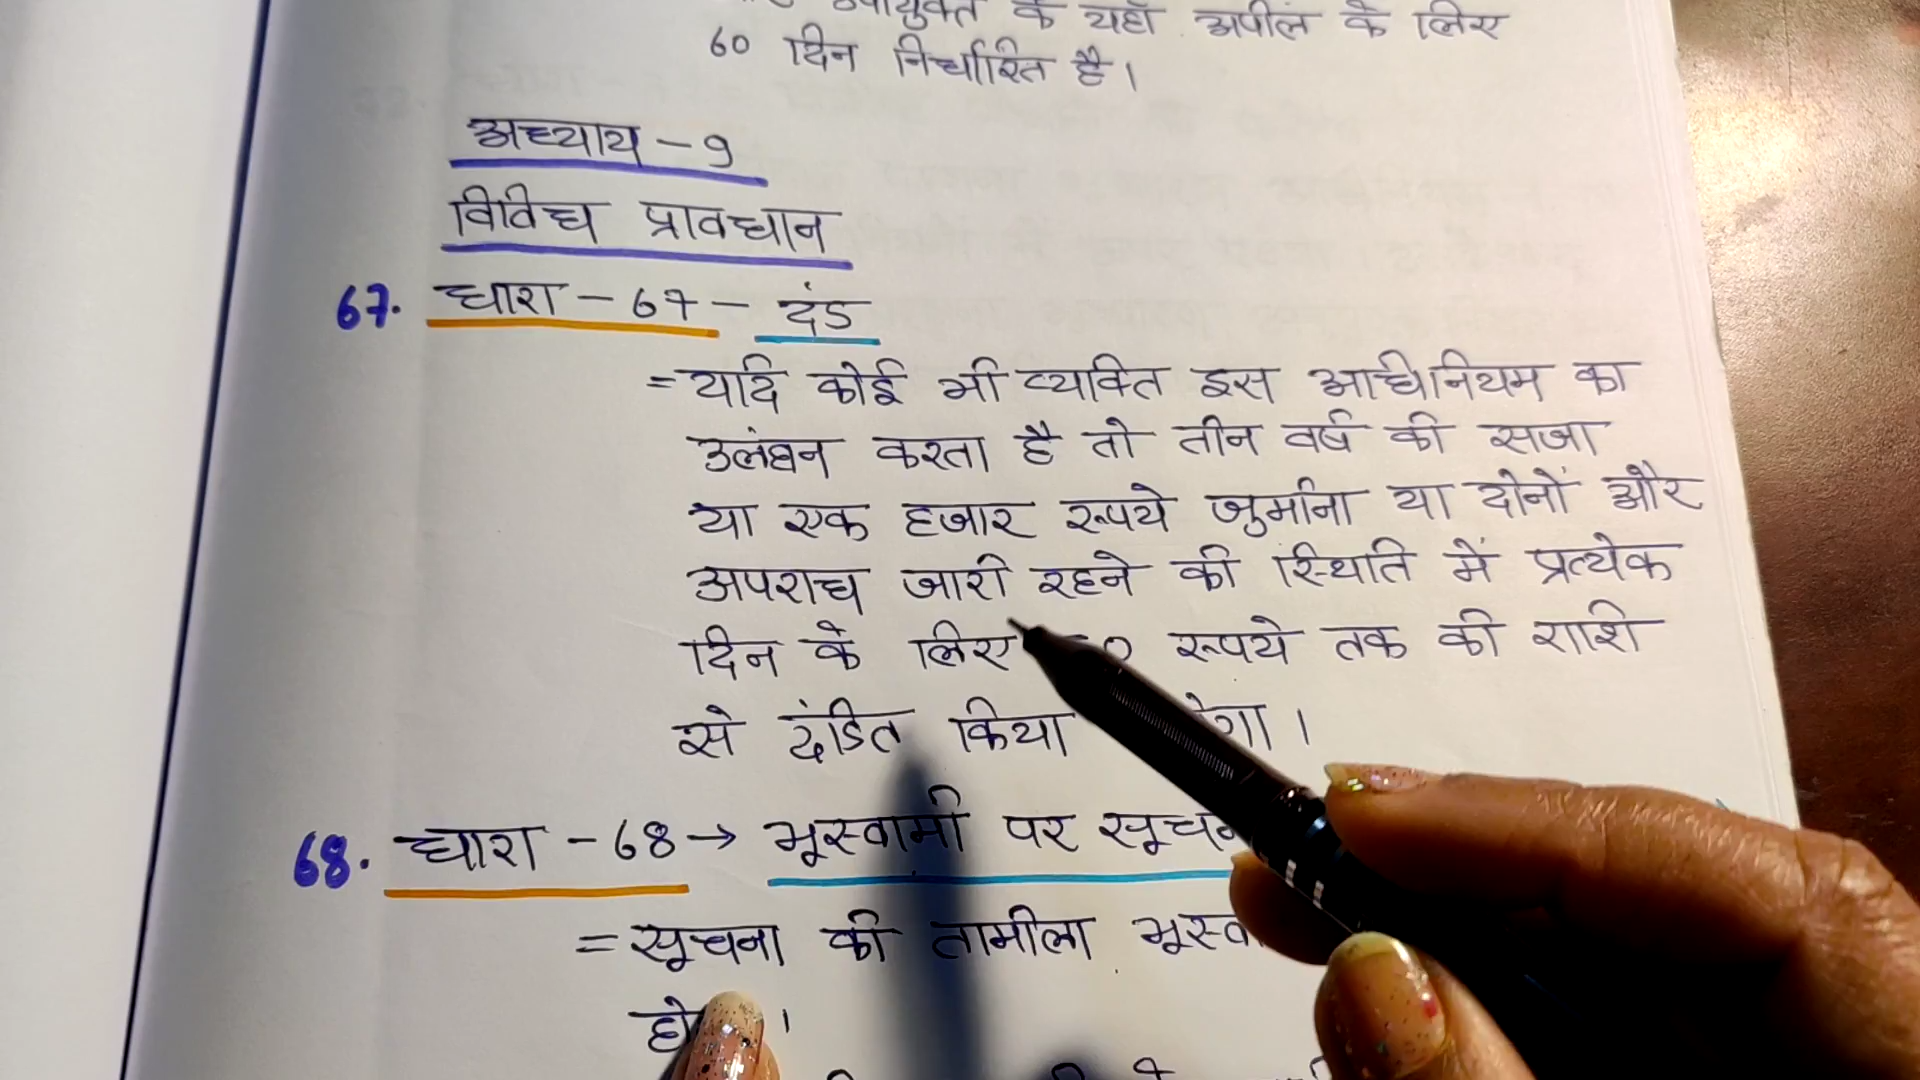 के यहाँ अपील के लिए
60 दिन निर्धारित है।
अध्याय - 9
विविध प्रावधान
67. धारा - 67 - दंड
= यदि कोई भी व्यक्ति इस अधिनियम का
उलंघन करता है तो तीन वर्ष की सजा
या एक हजार रूपये जुर्माना या दोनों और
अपराध जारी रहने की स्थिति में प्रत्येक
दिन के लिए रूपये तक की राशि
से दंडित किया
68. धारा - 68 → भूस्वामी पर
= सूचना की तामीला